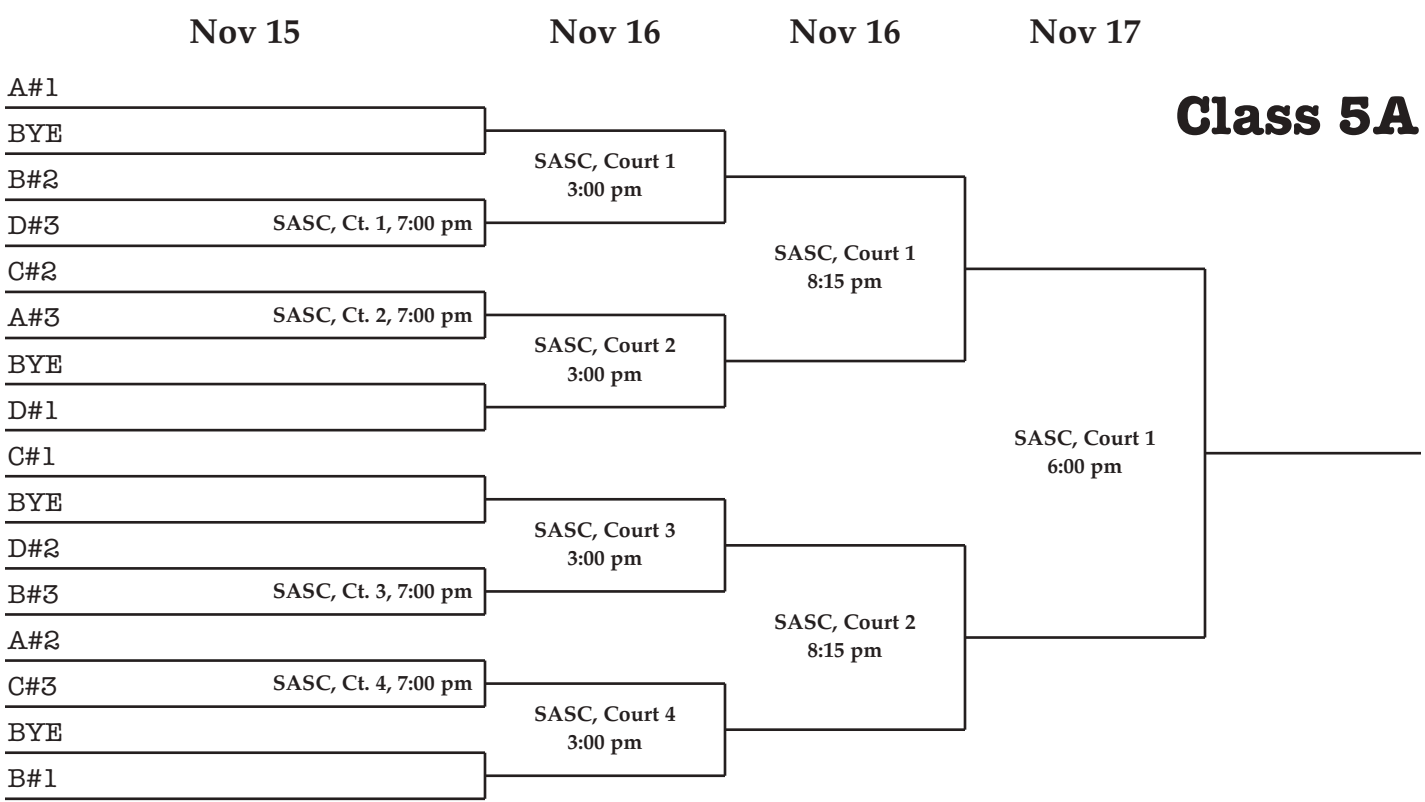 Nov 15
Nov 16
Nov 16
Nov 17
Class 5A
A#1
BYE
B#2
D#3
SASC, Ct. 1, 7:00 pm
C#2
A#3
SASC, Ct. 2, 7:00 pm
BYE
D#1
C#1
BYE
D#2
B#3
SASC, Ct. 3, 7:00 pm
A#2
C#3
SASC, Ct. 4, 7:00 pm
BYE
B#1
SASC, Court 1
3:00 pm
SASC, Court 2
3:00 pm
SASC, Court 3
3:00 pm
SASC, Court 4
3:00 pm
SASC, Court 1
8:15 pm
SASC, Court 2
8:15 pm
SASC, Court 1
6:00 pm